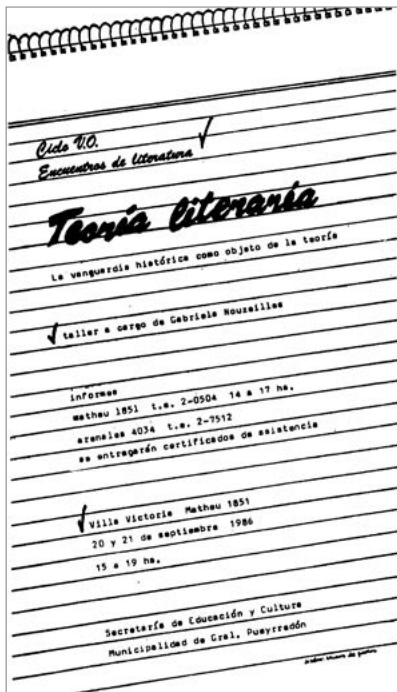 Ciclo V.O.
Encuentros de literatura
Teoría literaria
La vanguardia histórica como objeto de la teoría
taller a cargo de Gabriela Nouzeilles
informes
matheu 1851 t.e. 2-0504 14 a 17 hs.
arenales 4034 t.e. 2-7512
se entregarán certificados de asistencia
Villa Victoria Matheu 1851
20 y 21 de septiembre 1986
15 a 19 hs.
Secretaría de Educación y Cultura
Municipalidad de Gral. Pueyrredón